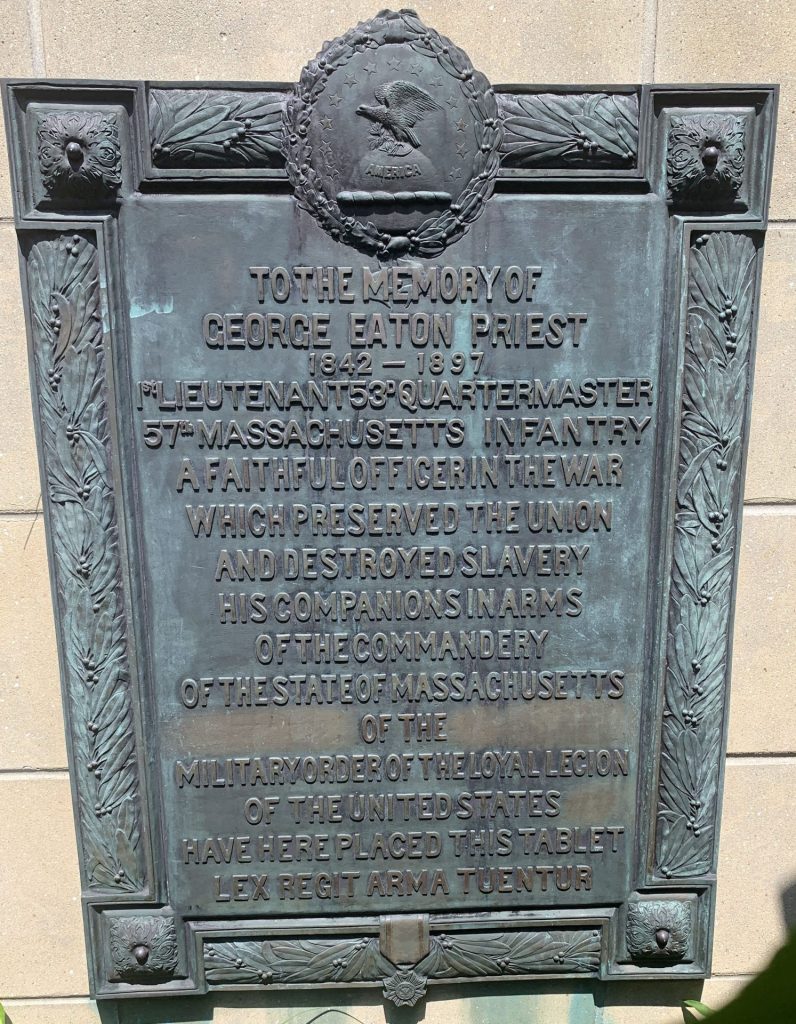 AMERICA
TO THE MEMORY OF
GEORGE EATON PRIEST
1842 — 1897
1ST LIEUTENANT 53D QUARTERMASTER
57TH MASSACHUSETTS INFANTRY
A FAITHFUL OFFICER IN THE WAR
WHICH PRESERVED THE UNION
AND DESTROYED SLAVERY
HIS COMPANIONS IN ARMS
OF THE COMMANDERY
OF THE STATE OF MASSACHUSETTS
OF THE
MILITARY ORDER OF THE LOYAL LEGION
OF THE UNITED STATES
HAVE HERE PLACED THIS TABLET
LEX REGIT ARMA TUENTUR